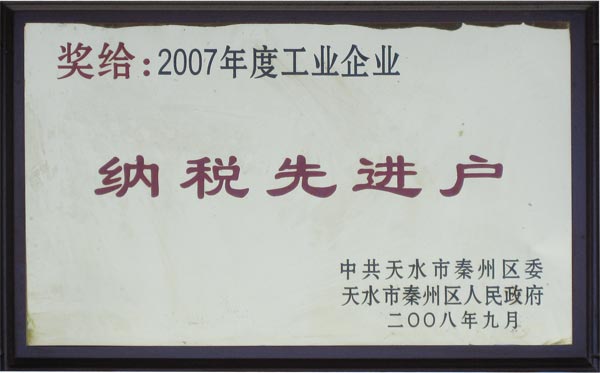 奖给:2007年度工业企业
纳税先进户
中共天水市秦州区委
天水市秦州区人民政府
二〇〇八年九月